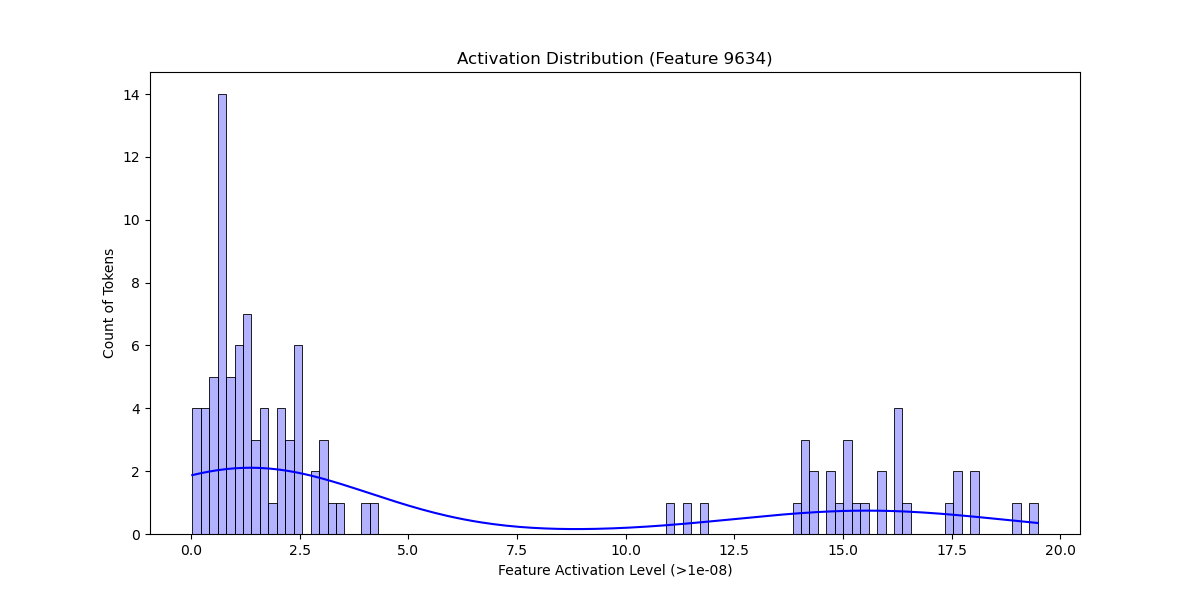 Activation Distribution (Feature 9634)
14
12
10
8
6
4
2
0
Count of Tokens
0.0 2.5 5.0 7.5 10.0 12.5 15.0 17.5 20.0
Feature Activation Level (>1e-08)